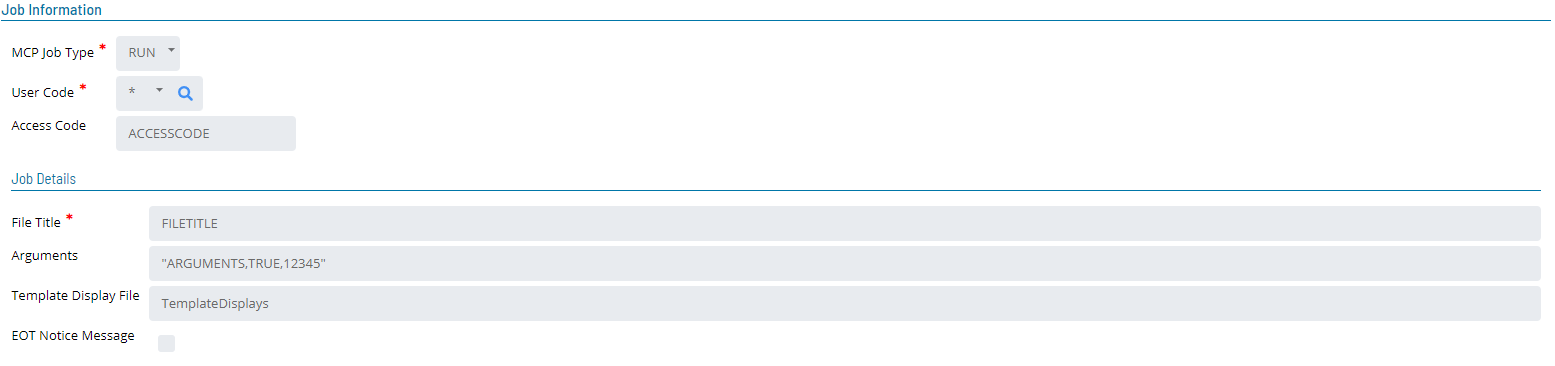 Job Information
MCP Job Type *
RUN
User Code *
*
Access Code
ACCESSCODE
Job Details
File Title *
FILETITLE
Arguments
"ARGUMENTS,TRUE,12345"
Template Display File
TemplateDisplays
EOT Notice Message